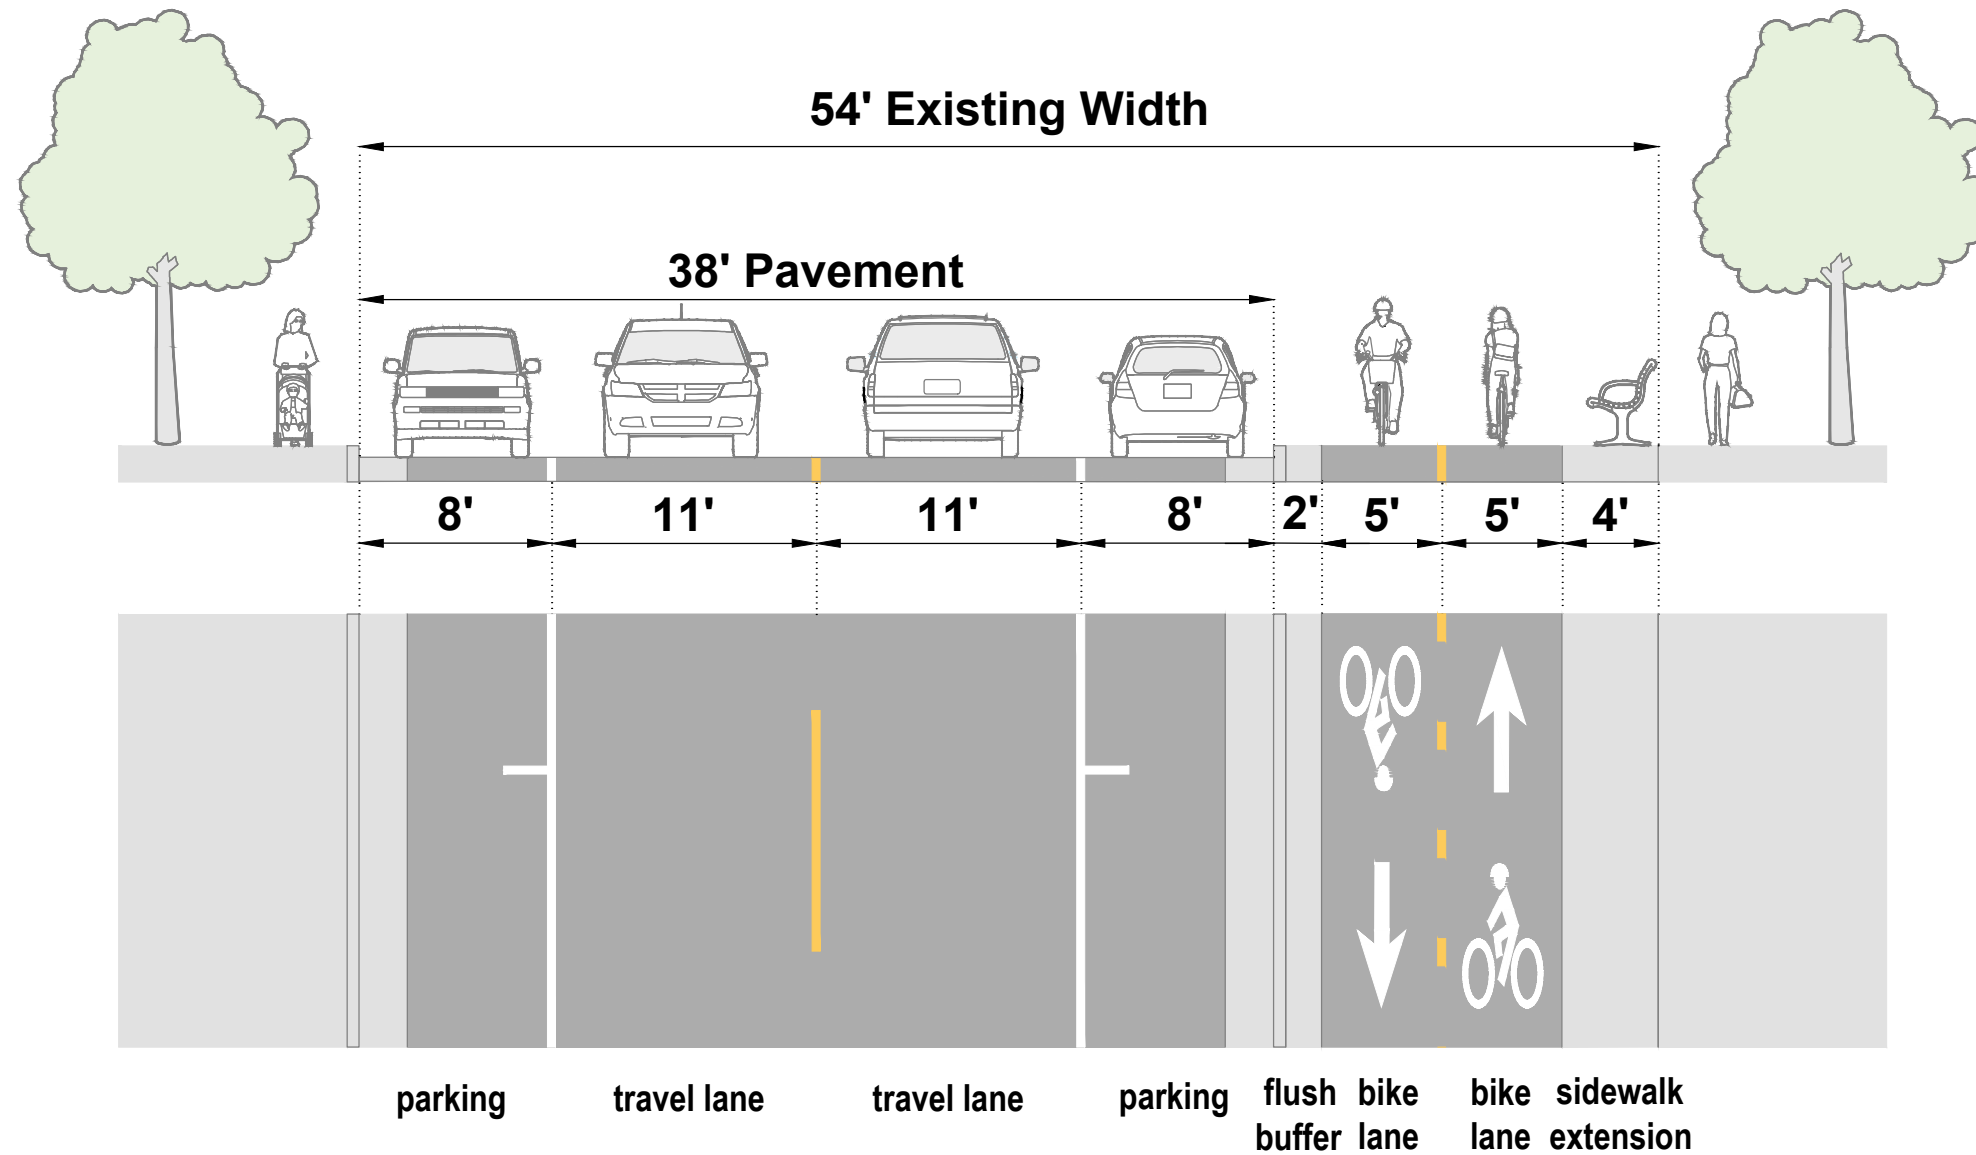 54' Existing Width
38' Pavement
8' 11' 11' 8' 2' 5' 5' 4'
parking travel lane travel lane parking flush bike bike sidewalk
buffer lane lane extension